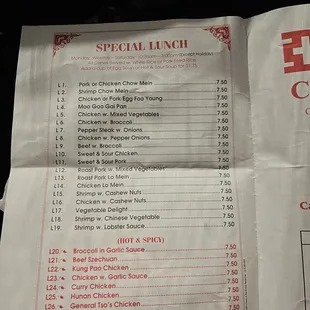 SPECIAL LUNCH
L1. Pork or Chicken Chow Mein 7.50
L2. Shrimp Chow Mein 7.50
L3. Chicken or Pork Egg Foo Young 7.50
L4. Moo Goo Gai Pan 7.50
L5. Chicken w. Mixed Vegetables 7.50
L6. Chicken w. Broccoli 7.50
L7. Pepper Steak w. Onions 7.50
L8. Chicken w. Pepper Onions 7.50
L9. Beef w. Broccoli 7.50
L10. Sweet & Sour Chicken 7.50
L11. Sweet & Sour Pork 7.50
L12. Roast Pork w. Mixed Vegetables 7.50
L13. Roast Pork Lo Mein 7.50
L14. Chicken Lo Mein 7.50
L15. Shrimp w. Cashew Nuts 7.50
L16. Chicken w. Cashew Nuts 7.50
L17. Vegetable Delight 7.50
L18. Shrimp w. Chinese Vegetable 7.50
L19. Shrimp w. Lobster Sauce 7.50
(HOT & SPICY)
L20. Broccoli in Garlic Sauce 7.50
L21. Beef Szechuan 7.50
L22. Kung Pao Chicken 7.50
L23. Chicken w. Garlic Sauce 7.50
L24. Curry Chicken 7.50
L25. Hunan Chicken 7.50
L26. General Tso's Chicken 7.50